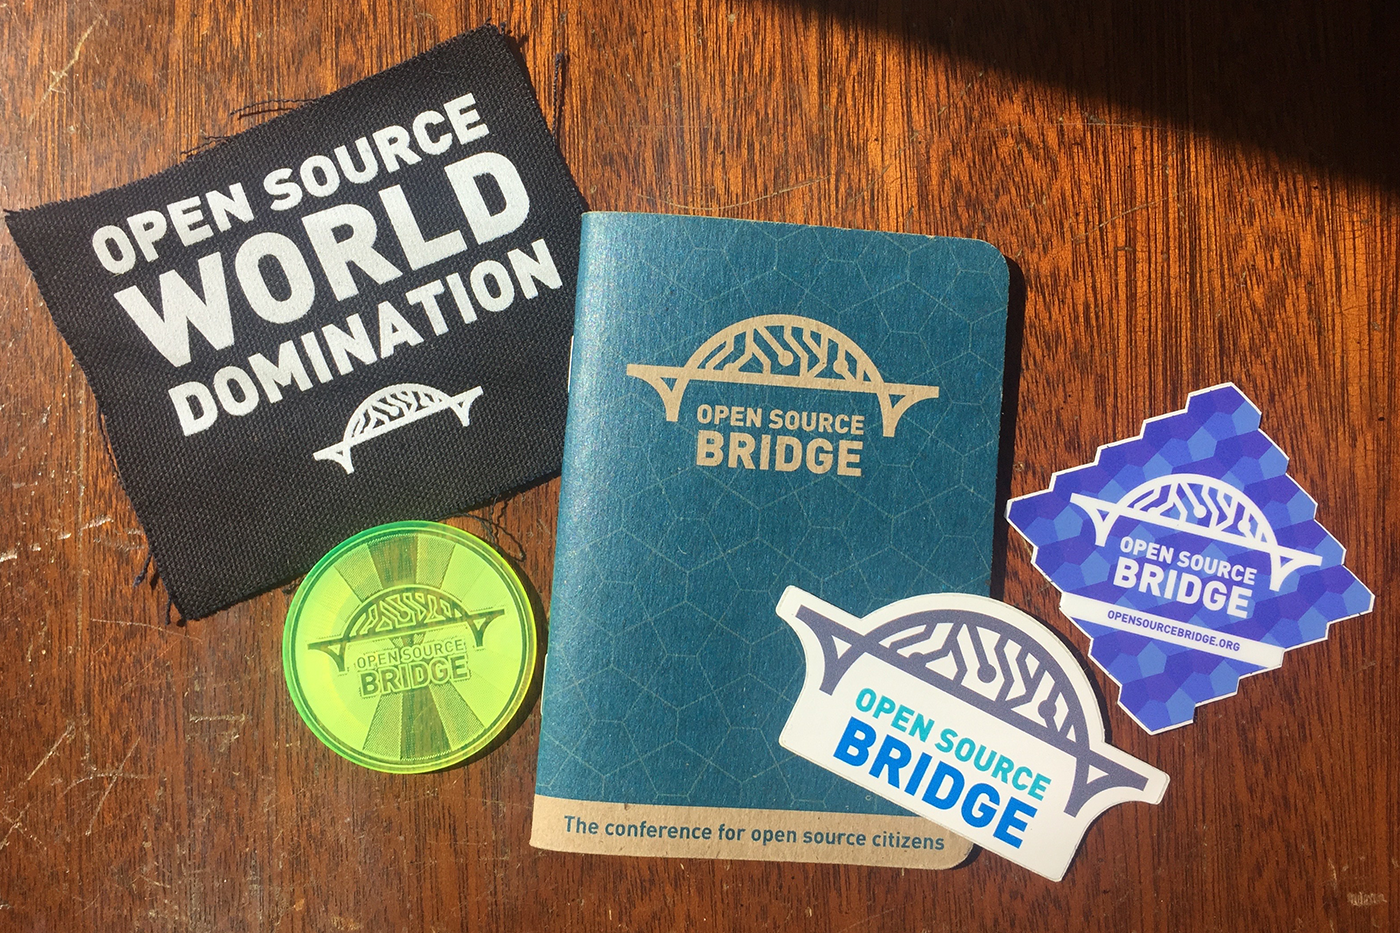 OPEN SOURCE
WORLD
DOMINATION
OPEN SOURCE
BRIDGE
The conference for open source citizens
OPEN SOURCE
BRIDGE
OPEN SOURCE
BRIDGE
OPEN SOURCE
BRIDGE
OPENSOURCEBRIDGE.ORG